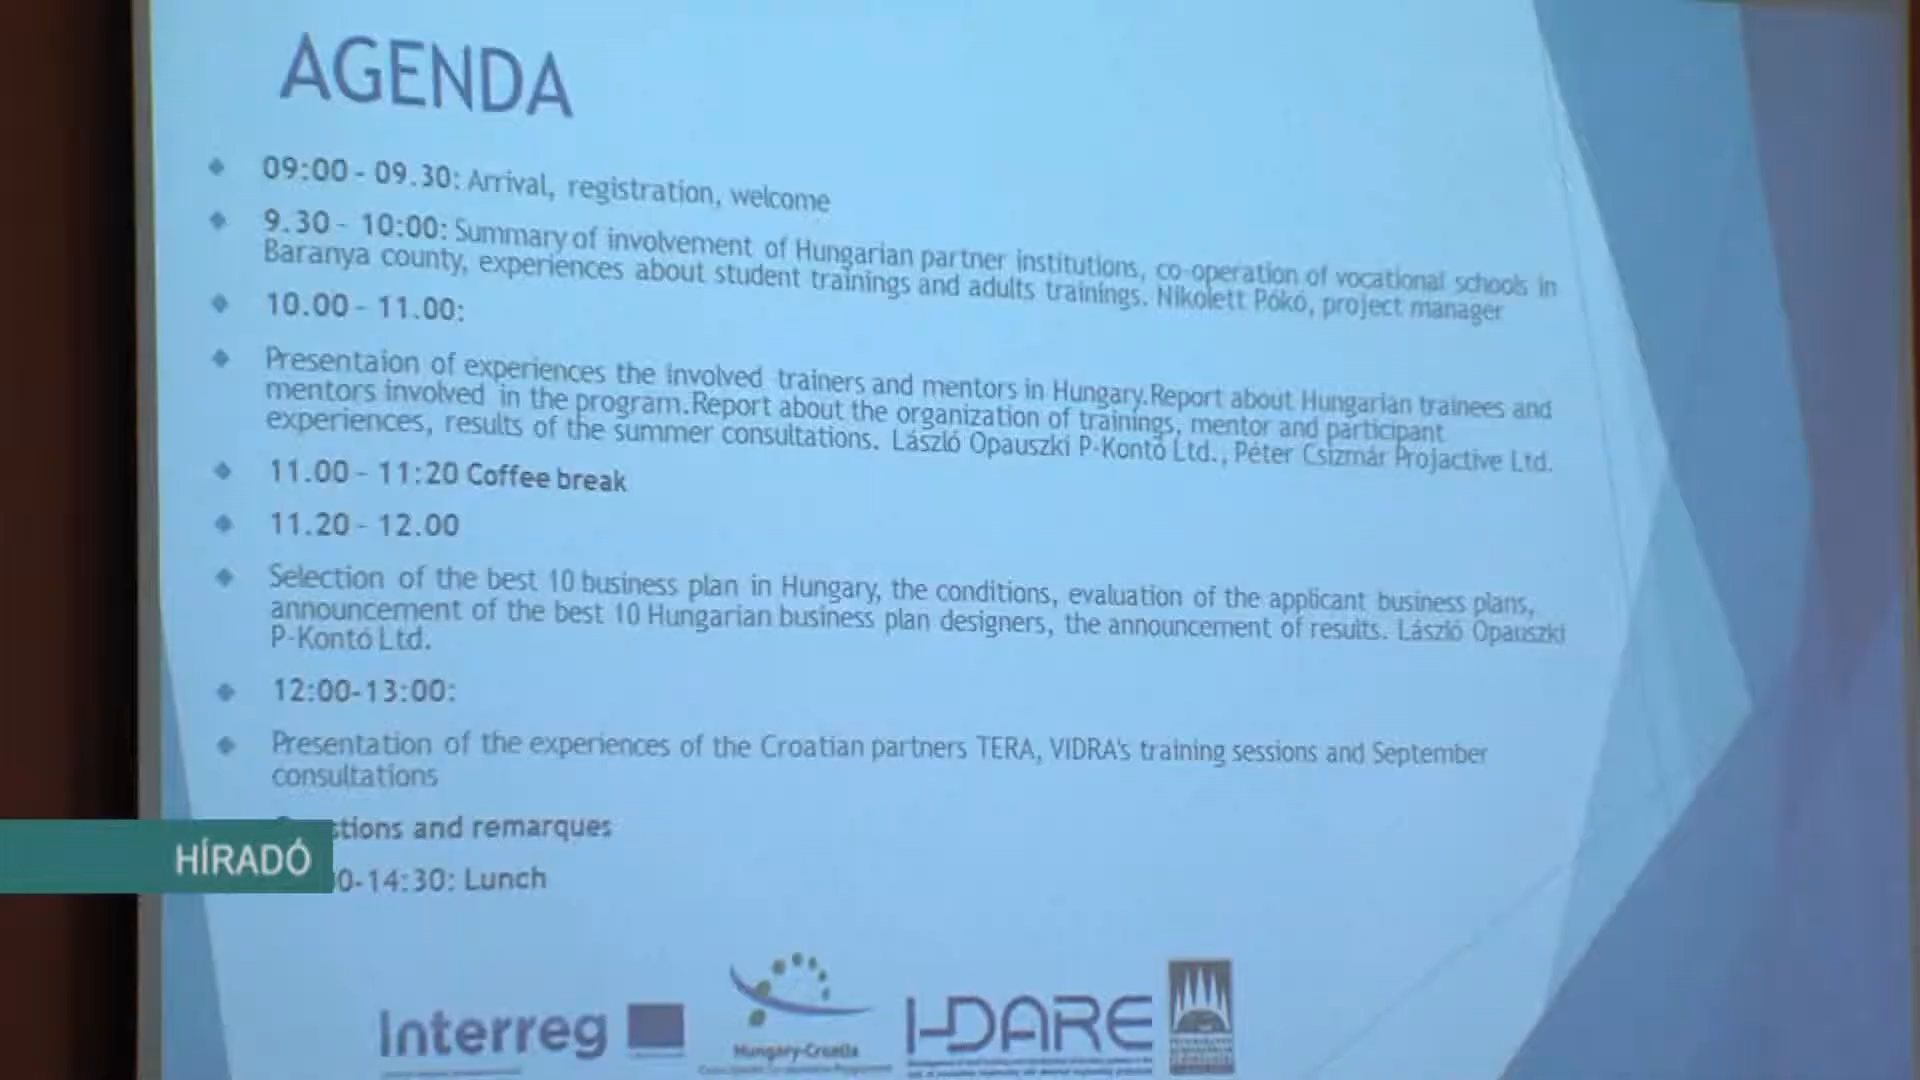 AGENDA
09:00 - 09.30: Arrival, registration, welcome
9.30 - 10:00: Summary of involvement of Hungarian partner institutions, co-operation of vocational schools in
Baranya county, experiences about student trainings and adults trainings. Nikolett Pókó, project manager
10.00 - 11.00:
Presentaion of experiences the involved trainers and mentors in Hungary.Report about Hungarian trainees and
mentors involved in the program.Report about the organization of trainings, mentor and participant
experiences, results of the summer consultations. László Opauszki P-Kontó Ltd., Péter Csizmár Projactive Ltd.
11.00 - 11:20 Coffee break
11.20 - 12.00
Selection of the best 10 business plan in Hungary, the conditions, evaluation of the applicant business plans,
announcement of the best 10 Hungarian business plan designers, the announcement of results. László Opauszki
P-Kontó Ltd.
12:00-13:00:
Presentation of the experiences of the Croatian partners TERA, VIDRA's training sessions and September
consultations
stions and remarques
HÍRADÓ
0-14:30: Lunch
Interreg
Hungary-Croatia
I-DARE